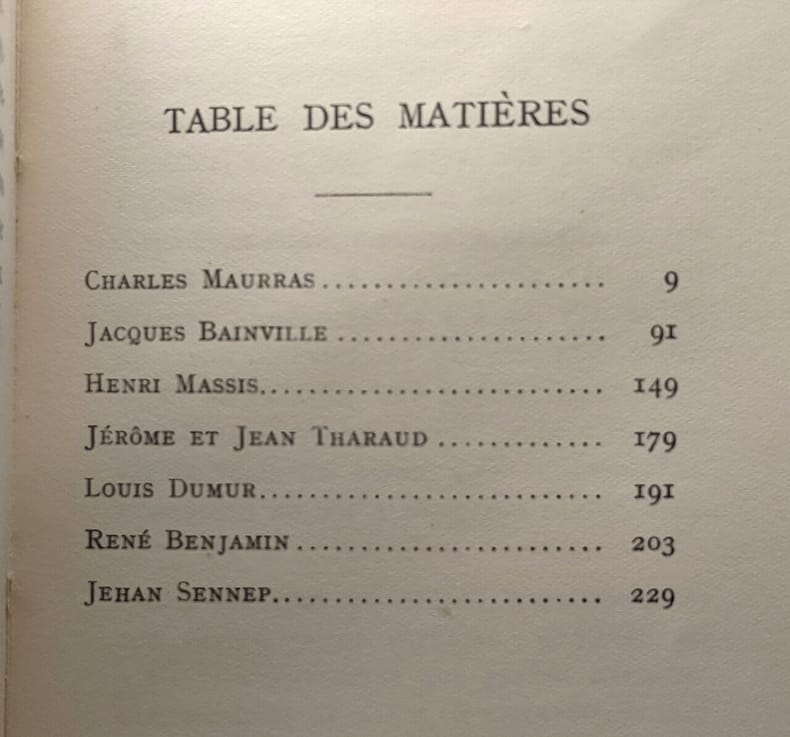 TABLE DES MATIÈRES
CHARLES MAURRAS...................... 9
JACQUES BAINVILLE..................... 91
HENRI MASSIS........................... 149
JÉRÔME ET JEAN THARAUD............. 179
LOUIS DUMUR........................... 191
RENÉ BENJAMIN........................ 203
JEHAN SENNEP.......................... 229